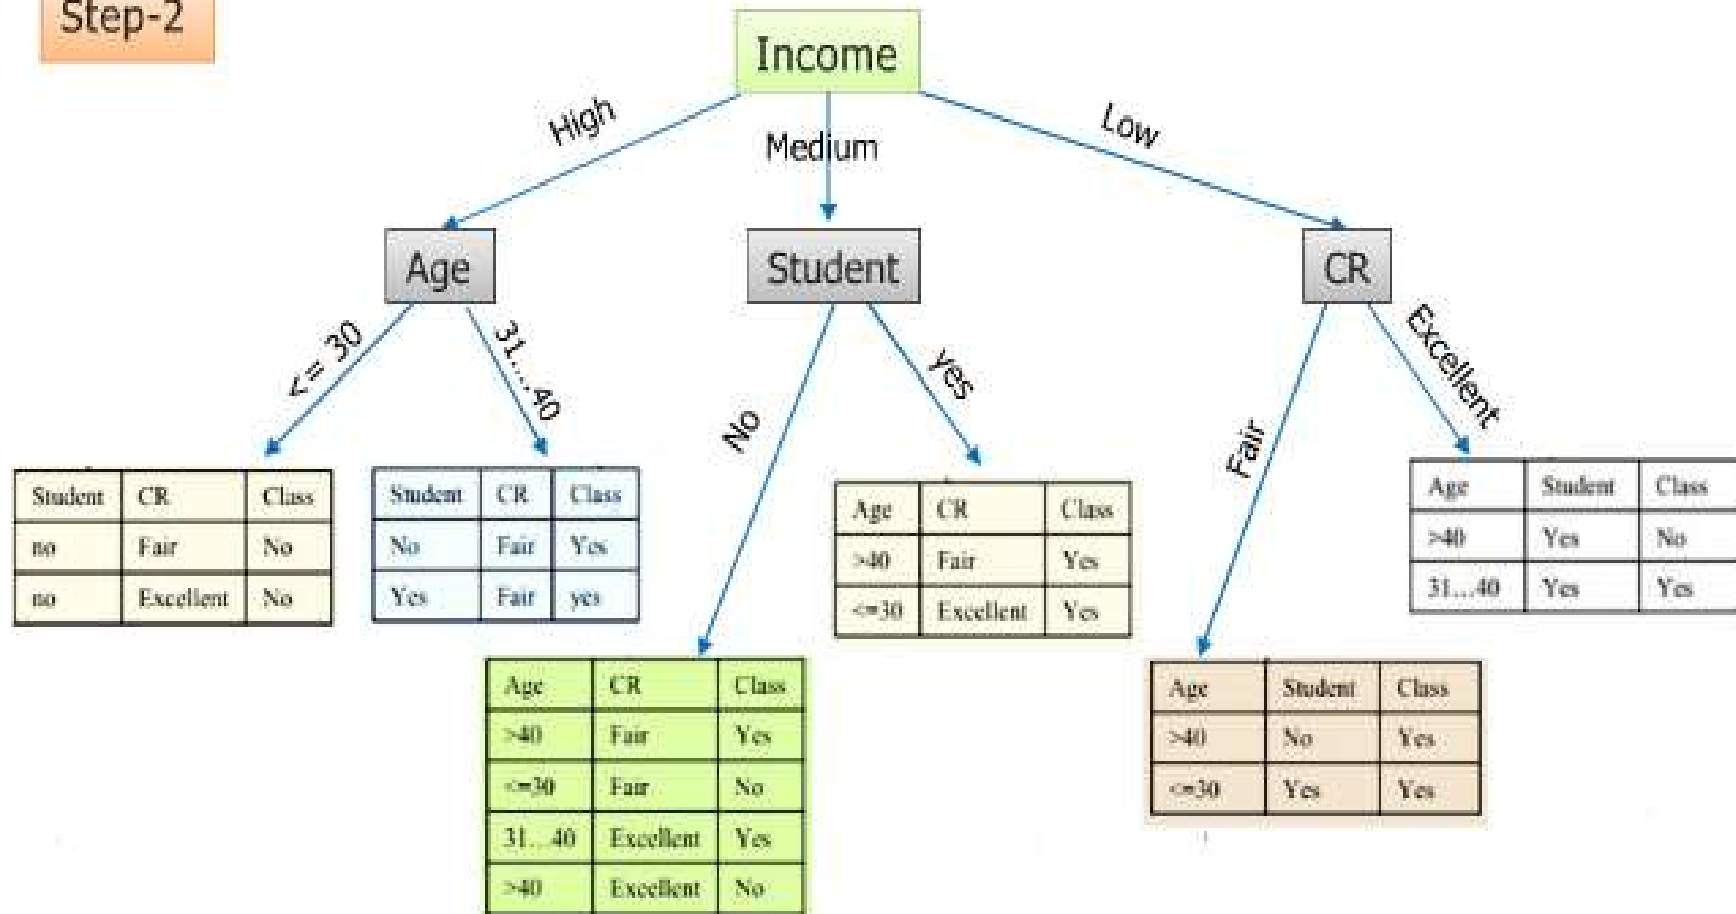 Step-2
Income
High
Medium
Low
Age
Student
CR
<= 30
31....40
No
yes
Fair
Excellent
Student CR Class
no Fair No
no Excellent No
Student CR Class
No Fair Yes
Yes Fair yes
Age CR Class
>40 Fair Yes
<=30 Excellent Yes
Age Student Class
>40 Yes No
31...40 Yes Yes
Age CR Class
>40 Fair Yes
<=30 Fair No
31...40 Excellent Yes
>40 Excellent No
Age Student Class
>40 No Yes
<=30 Yes Yes